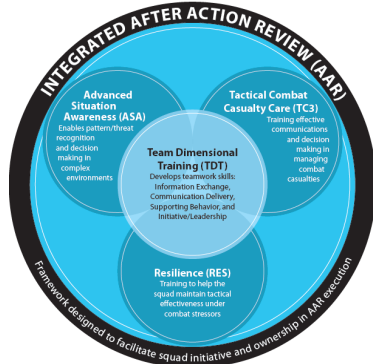 INTEGRATED AFTER ACTION REVIEW (AAR)
Advanced
Situation
Awareness (ASA)
Enables pattern/threat
recognition
and decision
making in
complex
environments
Tactical Combat
Casualty Care (TC3)
Training effective
communications
and decision
making in
managing
combat
casualties
Team Dimensional
Training (TDT)
Develops teamwork skills:
Information Exchange,
Communication Delivery,
Supporting Behavior, and
Initiative/Leadership
Resilience (RES)
Training to help the
squad maintain tactical
effectiveness under
combat stressors
Framework designed to facilitate squad initiative and ownership in AAR execution